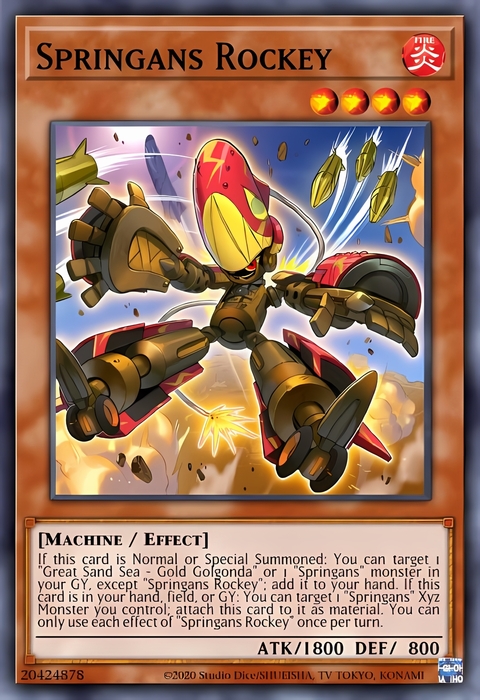 Springans Rockey
FIRE
炎
[Machine / Effect]
If this card is Normal or Special Summoned: You can target 1
"Great Sand Sea - Gold Golgonda" or 1 "Springans" monster in
your GY, except "Springans Rockey"; add it to your hand. If this
card is in your hand, field, or GY: You can target 1 "Springans" Xyz
Monster you control; attach this card to it as material. You can
only use each effect of "Springans Rockey" once per turn.
ATK/1800 DEF/ 800
20424878
©2020 Studio Dice/SHUEISHA, TV TOKYO, KONAMI